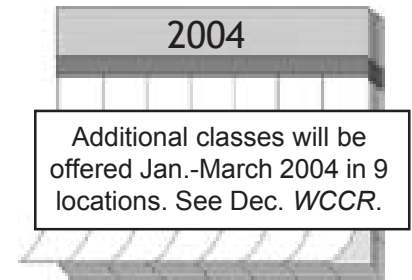 2004
Additional classes will be
offered Jan.-March 2004 in 9
locations. See Dec. WCCR.